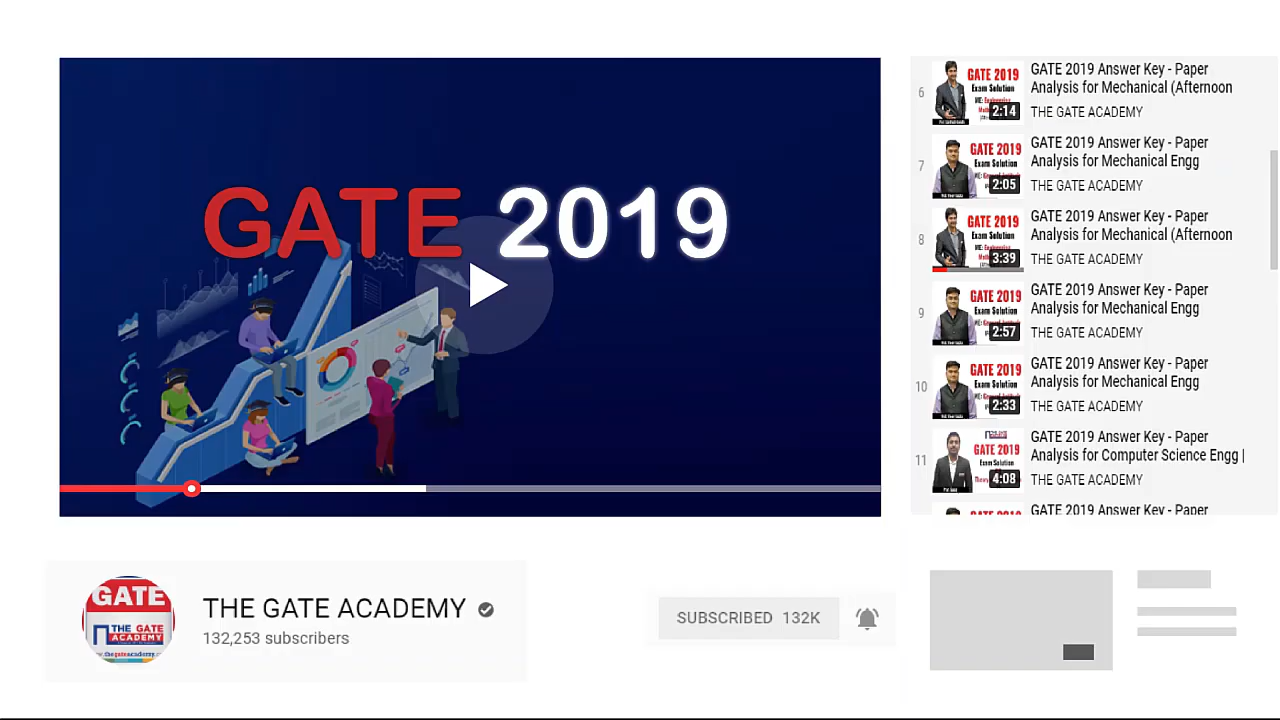 GATE 2019
6
GATE 2019
Exam Solution
2:14
GATE 2019 Answer Key - Paper
Analysis for Mechanical (Afternoon
THE GATE ACADEMY
7
GATE 2019
Exam Solution
2:05
GATE 2019 Answer Key - Paper
Analysis for Mechanical Engg
THE GATE ACADEMY
8
GATE 2019
Exam Solution
3:39
GATE 2019 Answer Key - Paper
Analysis for Mechanical (Afternoon
THE GATE ACADEMY
9
GATE 2019
Exam Solution
2:57
GATE 2019 Answer Key - Paper
Analysis for Mechanical Engg
THE GATE ACADEMY
10
GATE 2019
Exam Solution
2:33
GATE 2019 Answer Key - Paper
Analysis for Mechanical Engg
THE GATE ACADEMY
11
GATE 2019
Exam Solution
4:08
GATE 2019 Answer Key - Paper
Analysis for Computer Science Engg |
THE GATE ACADEMY
GATE 2019 Answer Key - Paper
GATE
THE GATE
ACADEMY
THE GATE ACADEMY
132,253 subscribers
SUBSCRIBED 132K